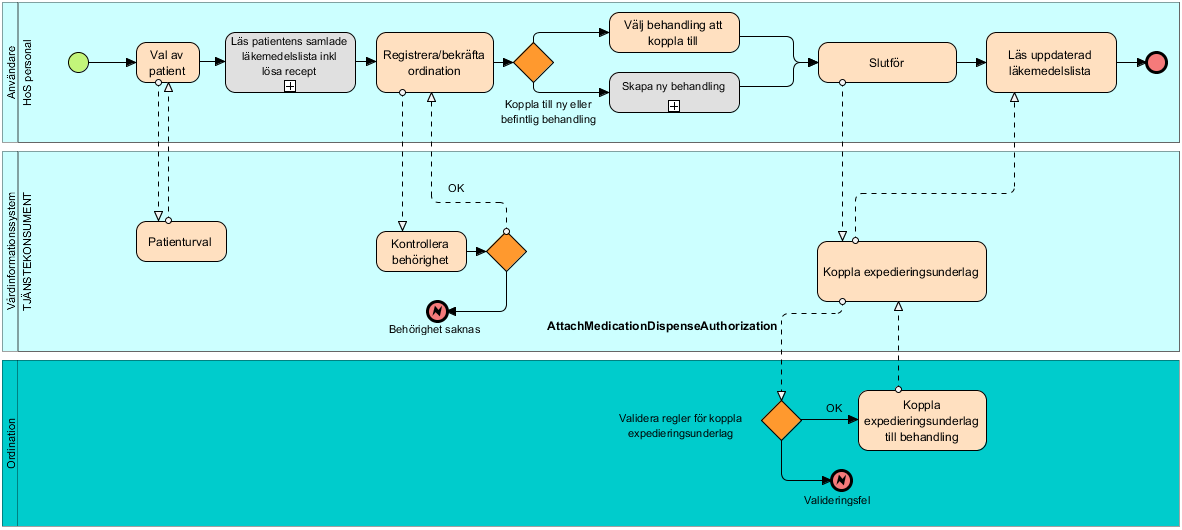 Användare
HoS personal
Val av
patient
Läs patientens samlade
läkemedelslista inkl
lösa recept
Registrera/bekräfta
ordination
Koppla till ny eller
befintlig behandling
Välj behandling att
koppla till
Skapa ny behandling
Slutför
Läs uppdaterad
läkemedelslista
Vårdinformationssystem
TJÄNSTEKONSUMENT
Patienturval
Kontrollera
behörighet
OK
Behörighet saknas
Koppla expedieringsunderlag
AttachMedicationDispenseAuthorization
Ordination
Validera regler för koppla
expedieringsunderlag
OK
Koppla
expedieringsunderlag
till behandling
Valideringsfel